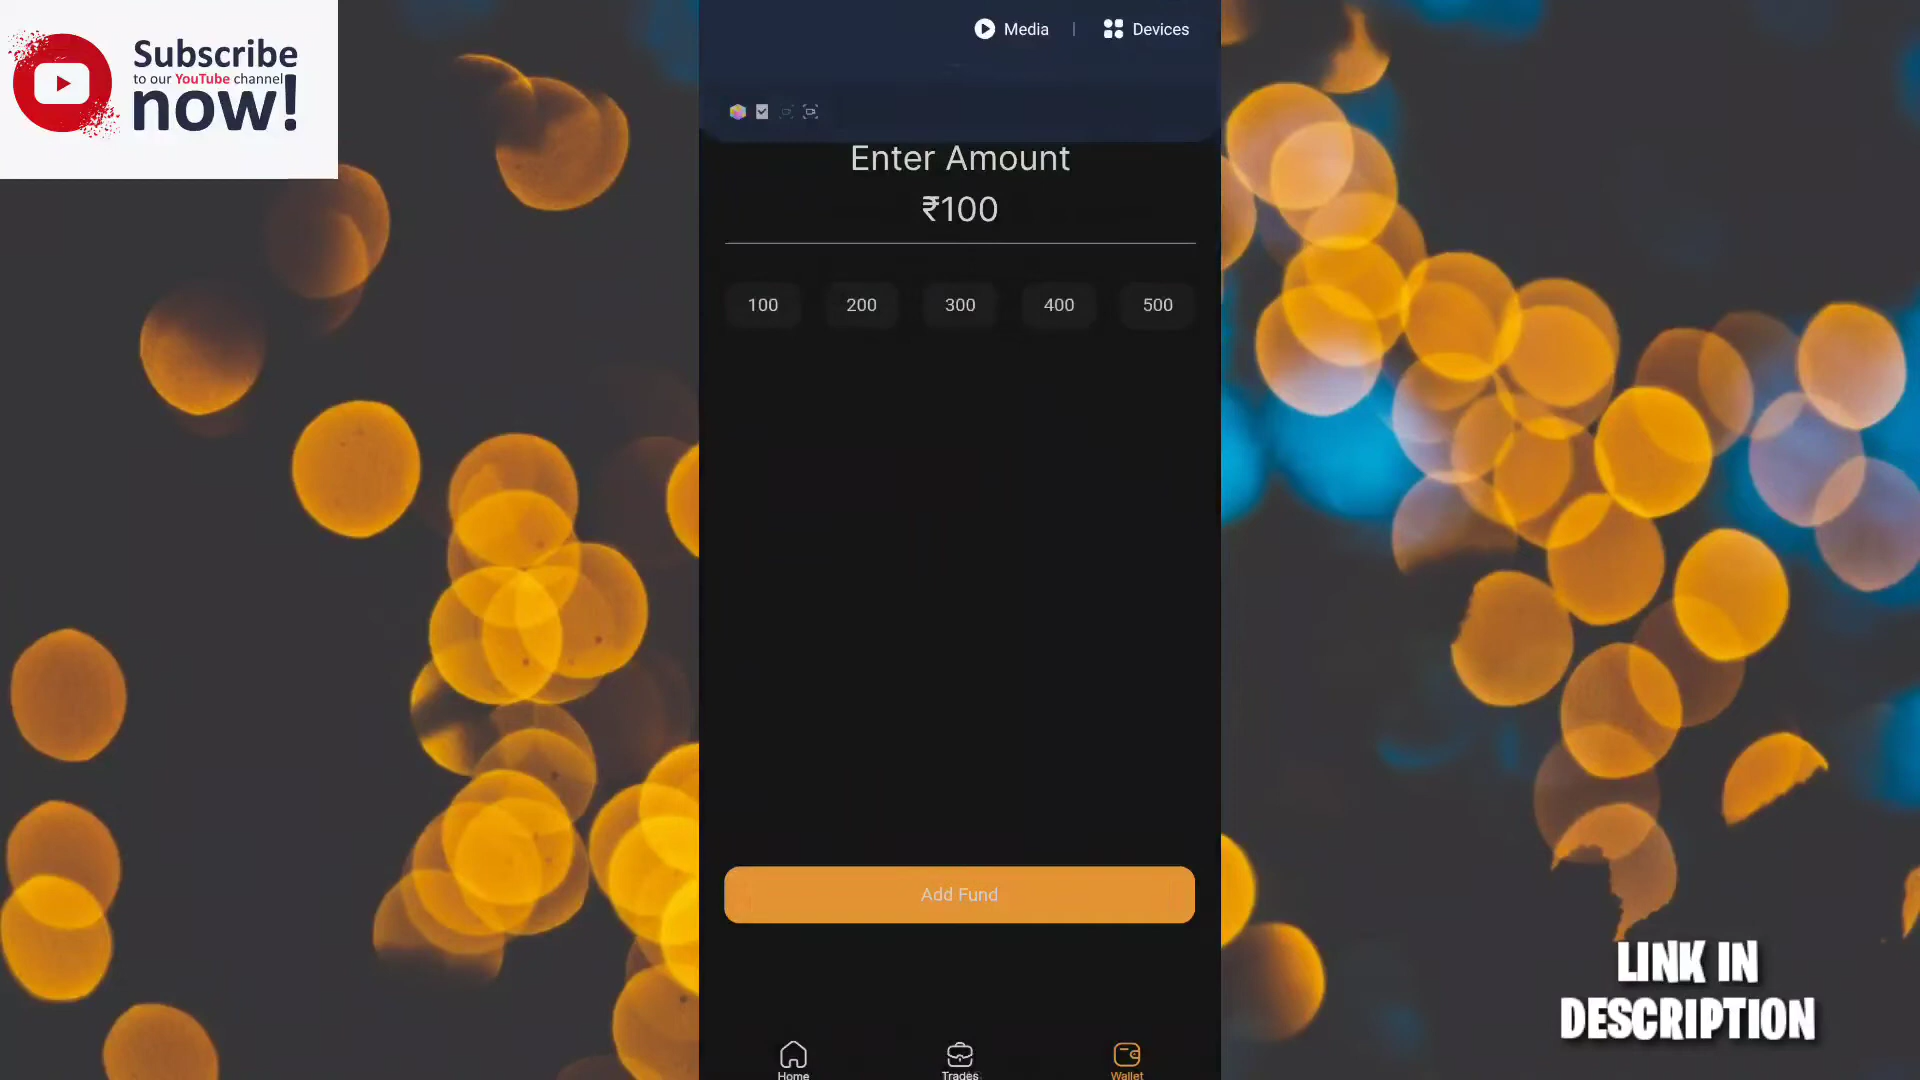 Subscribe
to our YouTube channel
now!
Media | Devices
Enter Amount
₹100
100 200 300 400 500
Add Fund
LINK IN
DESCRIPTION
Home Trades Wallet